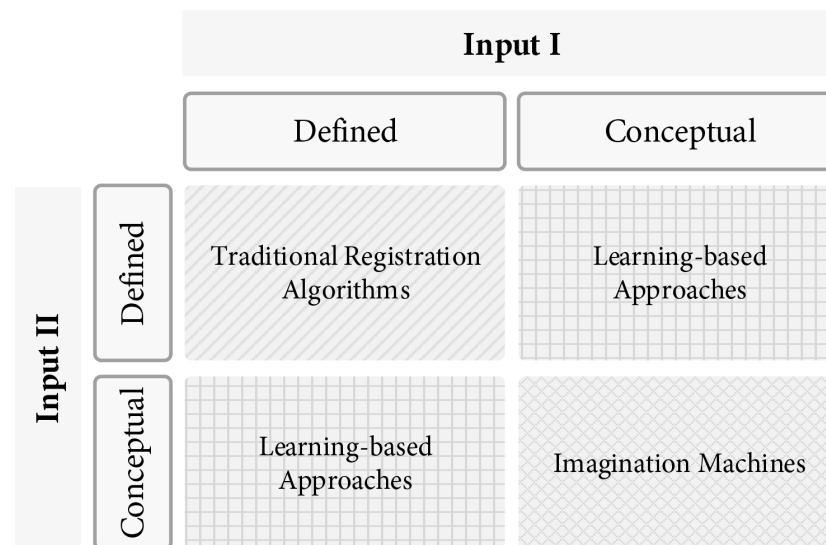 Input I
Defined
Conceptual
Input II
Defined
Traditional Registration
Algorithms
Learning-based
Approaches
Conceptual
Learning-based
Approaches
Imagination Machines